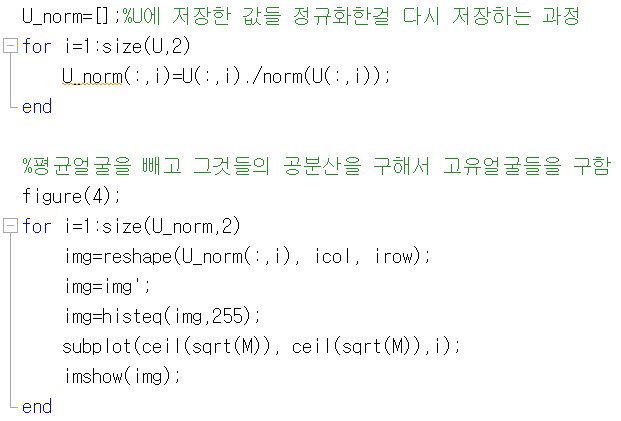 U_norm=[];%U에 저장한 값들 정규화한걸 다시 저장하는 과정
for i=1:size(U,2)
U_norm(:,i)=U(:,i)./norm(U(:,i));
end
%평균얼굴을 빼고 그것들의 공분산을 구해서 고유얼굴들을 구함
figure(4);
for i=1:size(U_norm,2)
img=reshape(U_norm(:,i), icol, irow);
img=img';
img=histeq(img,255);
subplot(ceil(sqrt(M)), ceil(sqrt(M)),i);
imshow(img);
end